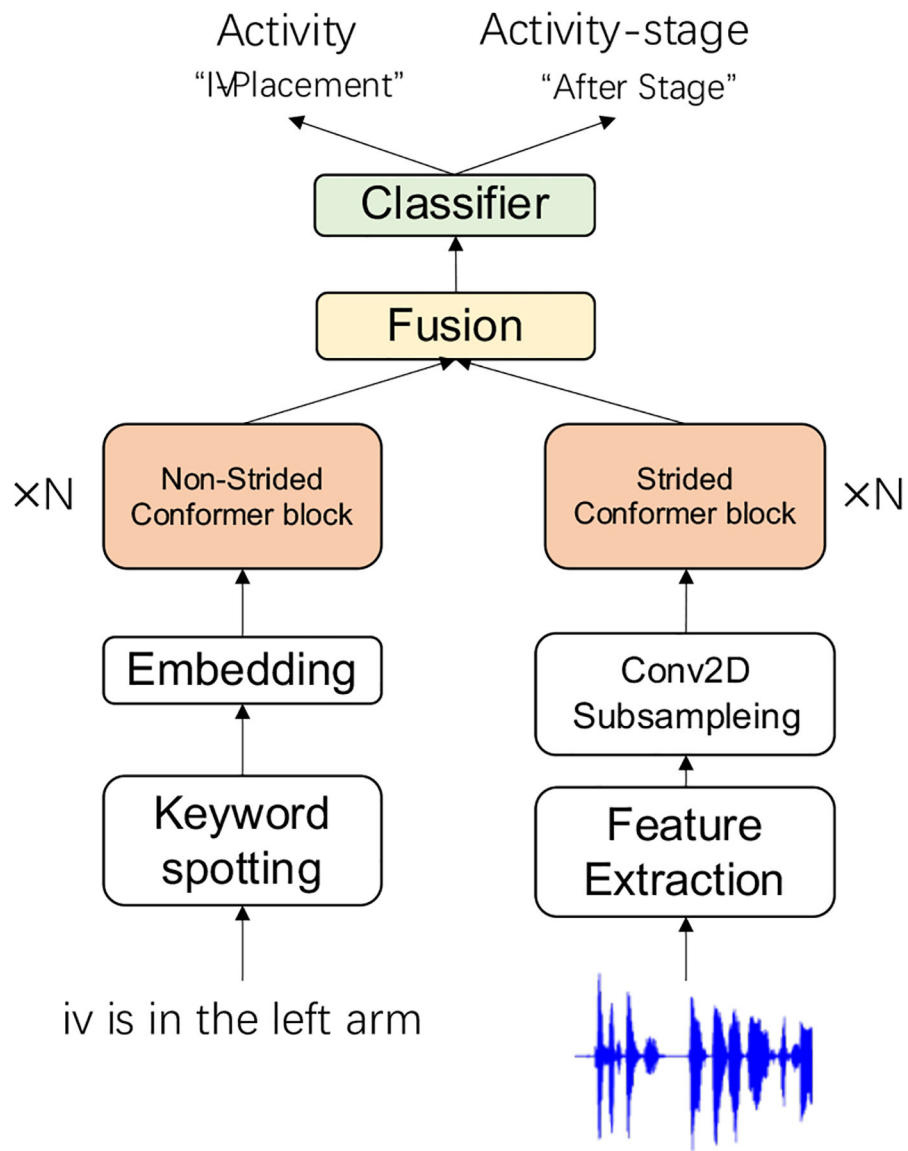 Activity
Activity-stage
“IV-Placement”
“After Stage”
Classifier
Fusion
×N
Non-Strided
Conformer block
Strided
Conformer block
×N
Embedding
Conv2D
Subsampleing
Keyword
spotting
Feature
Extraction
iv is in the left arm